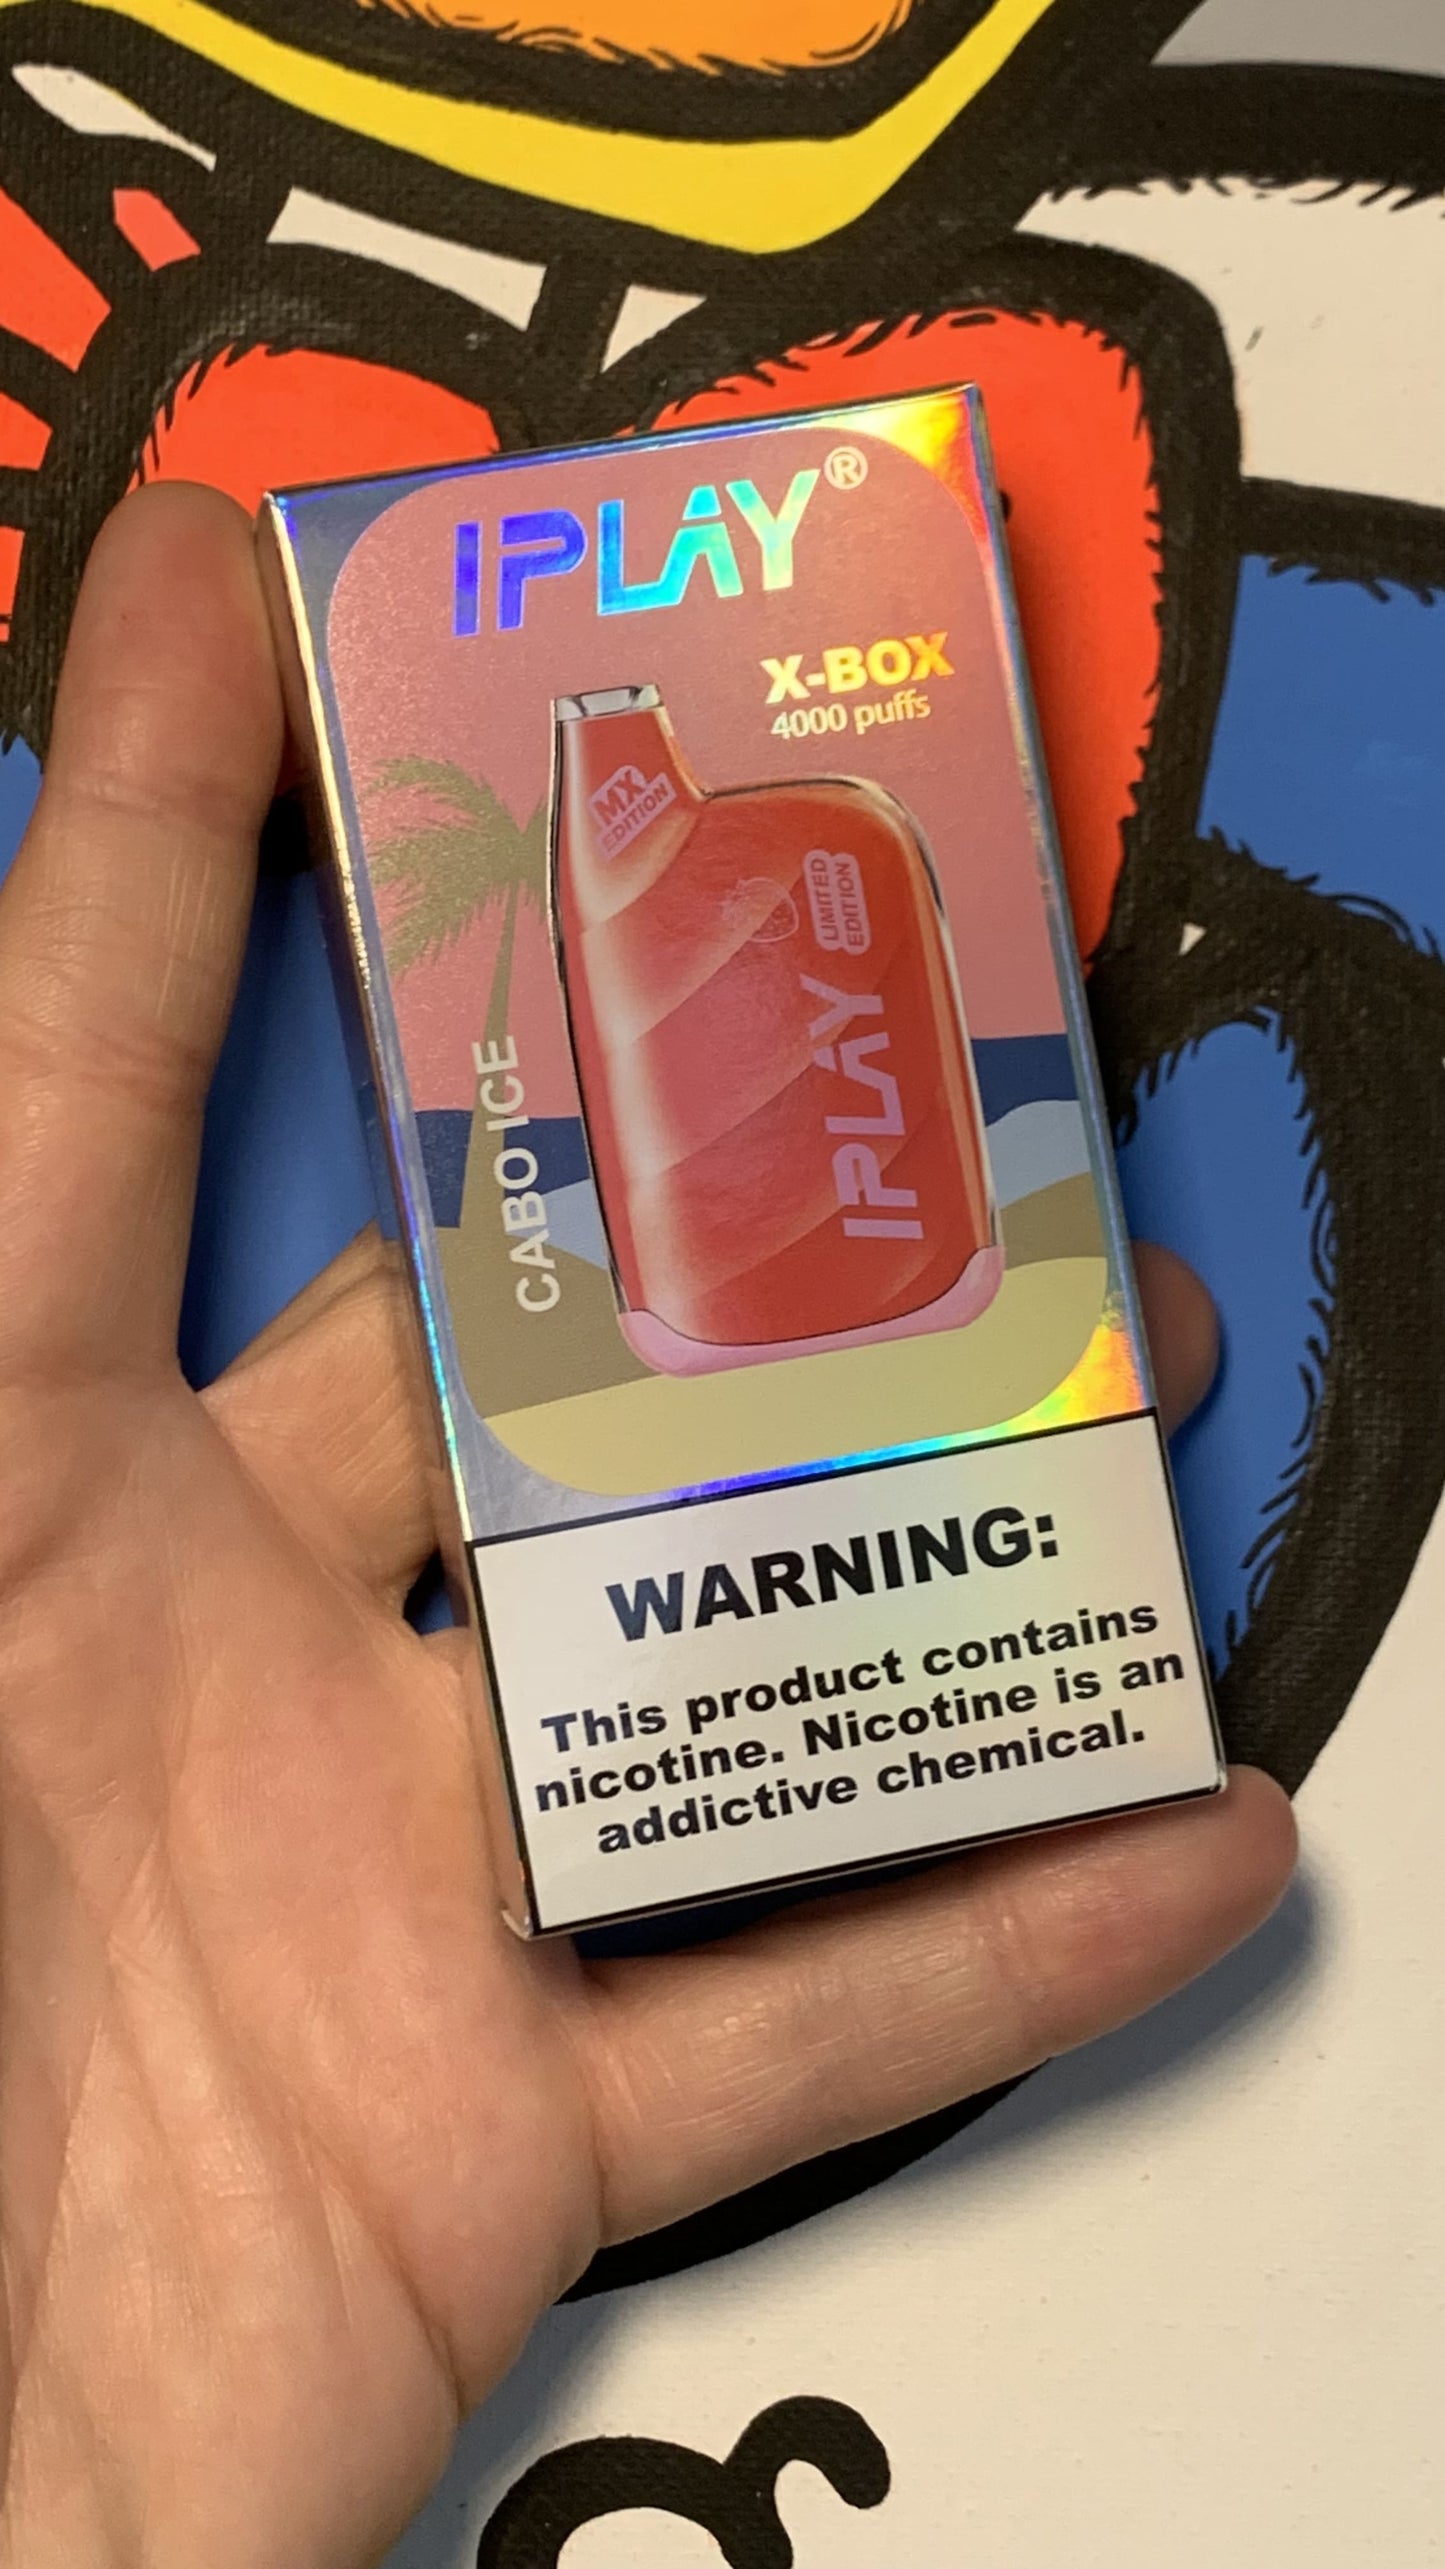 IPLAY®
X-BOX
4000 puffs
MX
EDITION
LIMITED
EDITION
IPLAY
CABO ICE
WARNING:
This product contains
nicotine. Nicotine is an
addictive chemical.